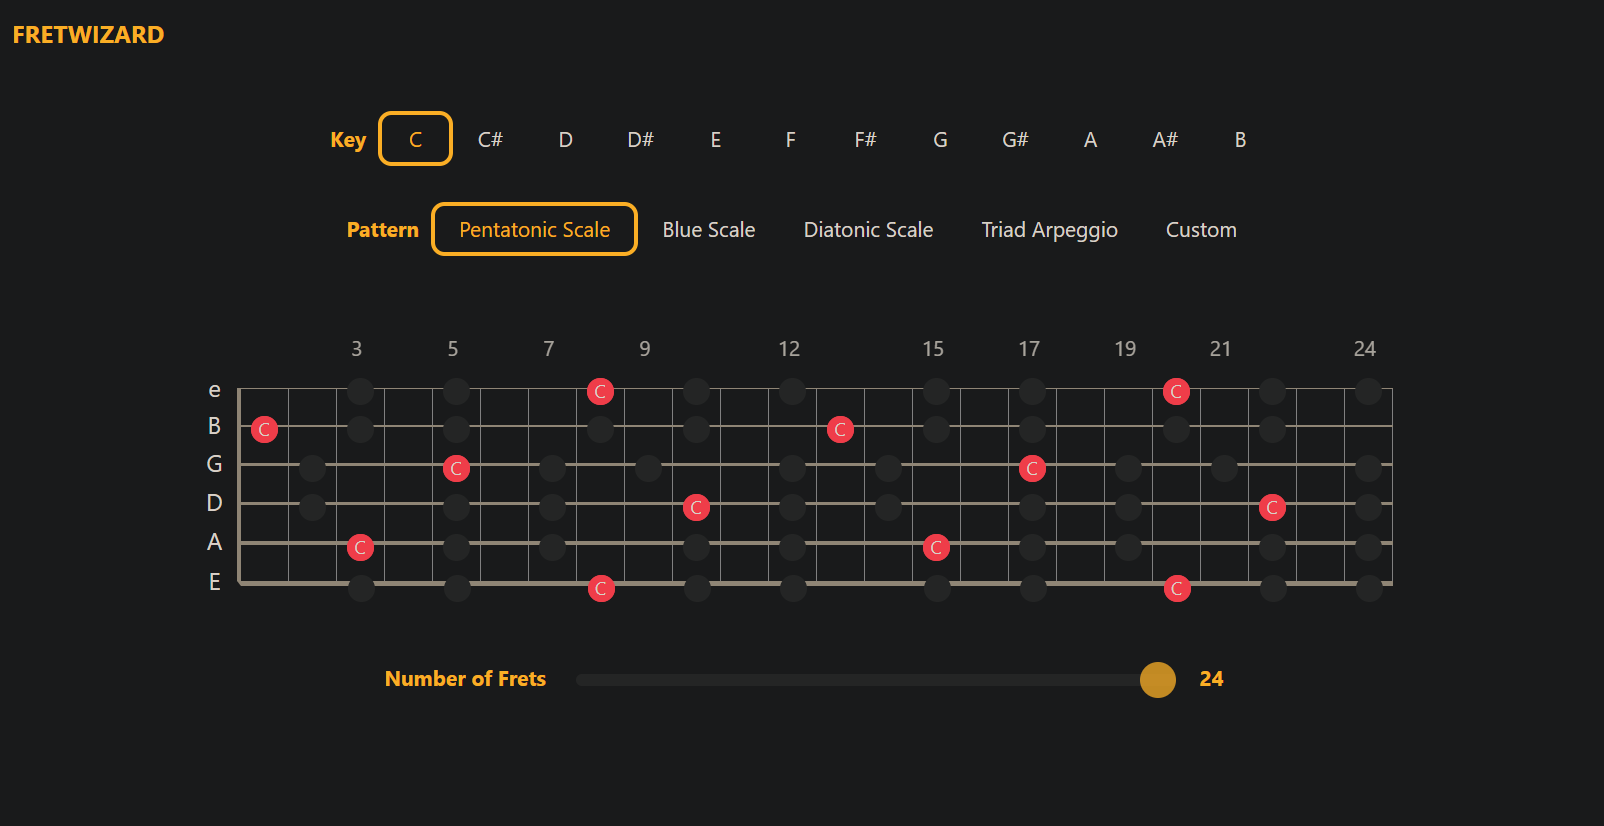 FRETWIZARD
Key C C# D D# E F F# G G# A A# B
Pattern Pentatonic Scale Blue Scale Diatonic Scale Triad Arpeggio Custom
3 5 7 9 12 15 17 19 21 24
e C C
B C C
G C C
D C C
A C C
E C C
Number of Frets 24